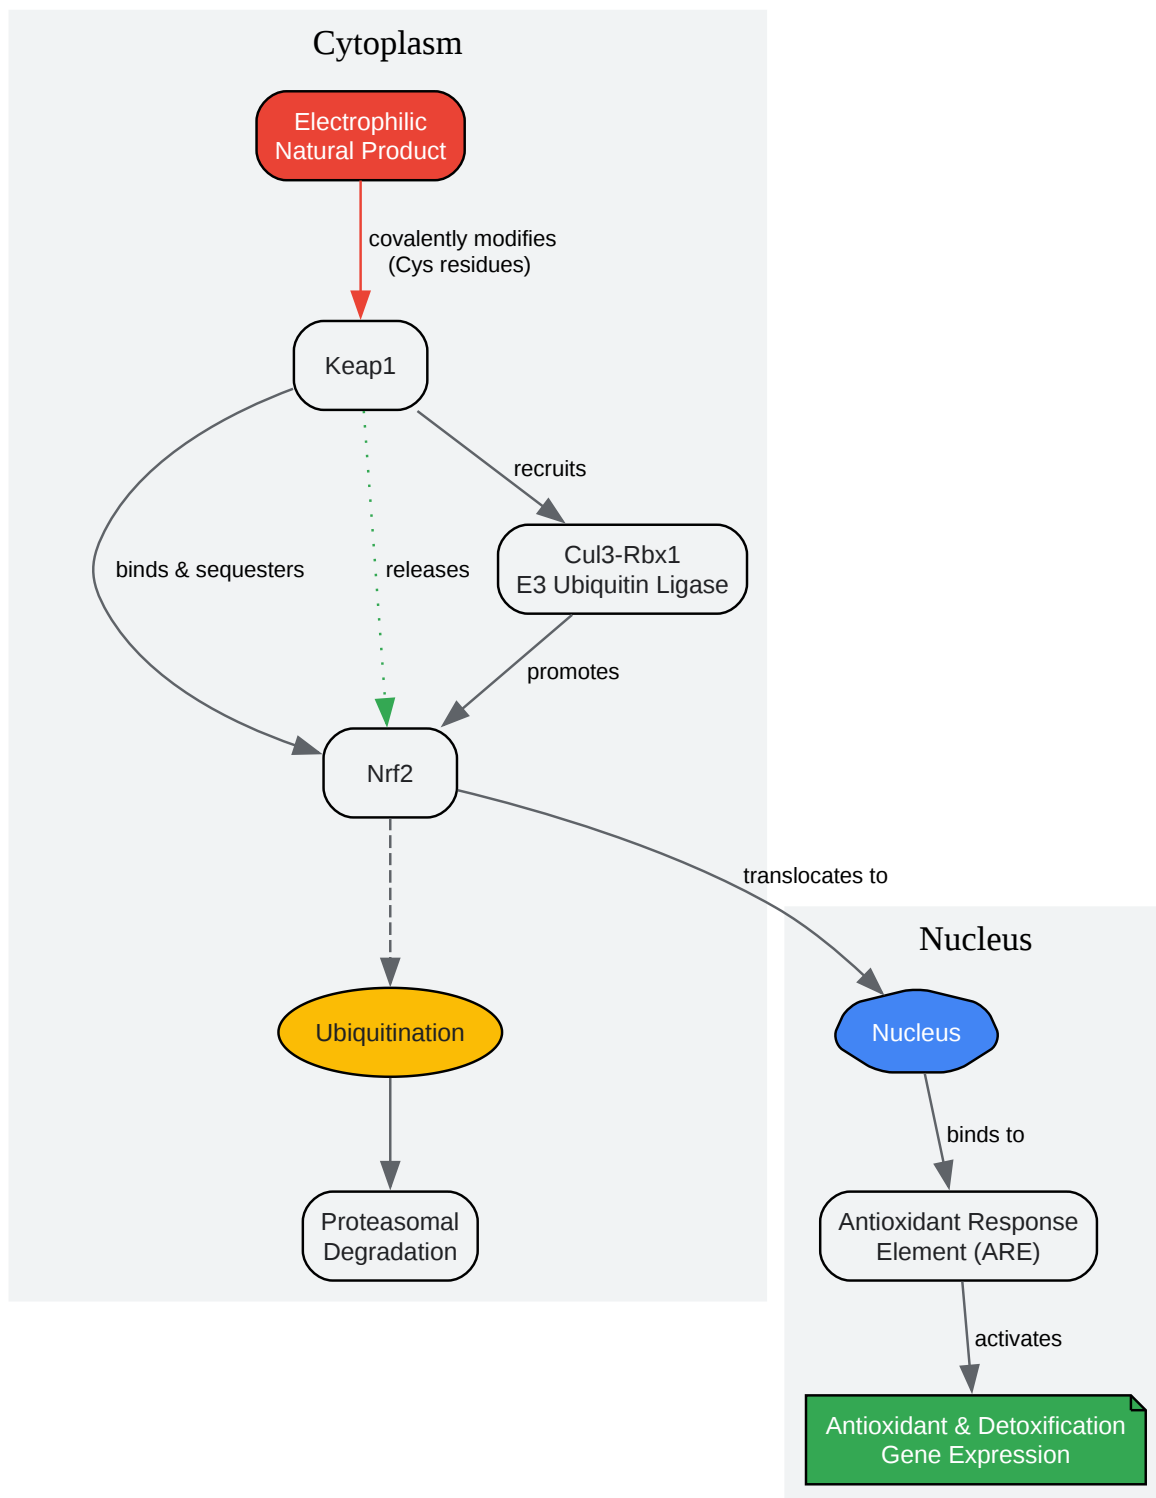 Cytoplasm
Electrophilic
Natural Product
covalently modifies
(Cys residues)
Keap1
recruits
Cul3-Rbx1
E3 Ubiquitin Ligase
binds & sequesters
releases
promotes
Nrf2
translocates to
Nucleus
Ubiquitination
Nucleus
binds to
Proteasomal
Degradation
Antioxidant Response
Element (ARE)
activates
Antioxidant & Detoxification
Gene Expression